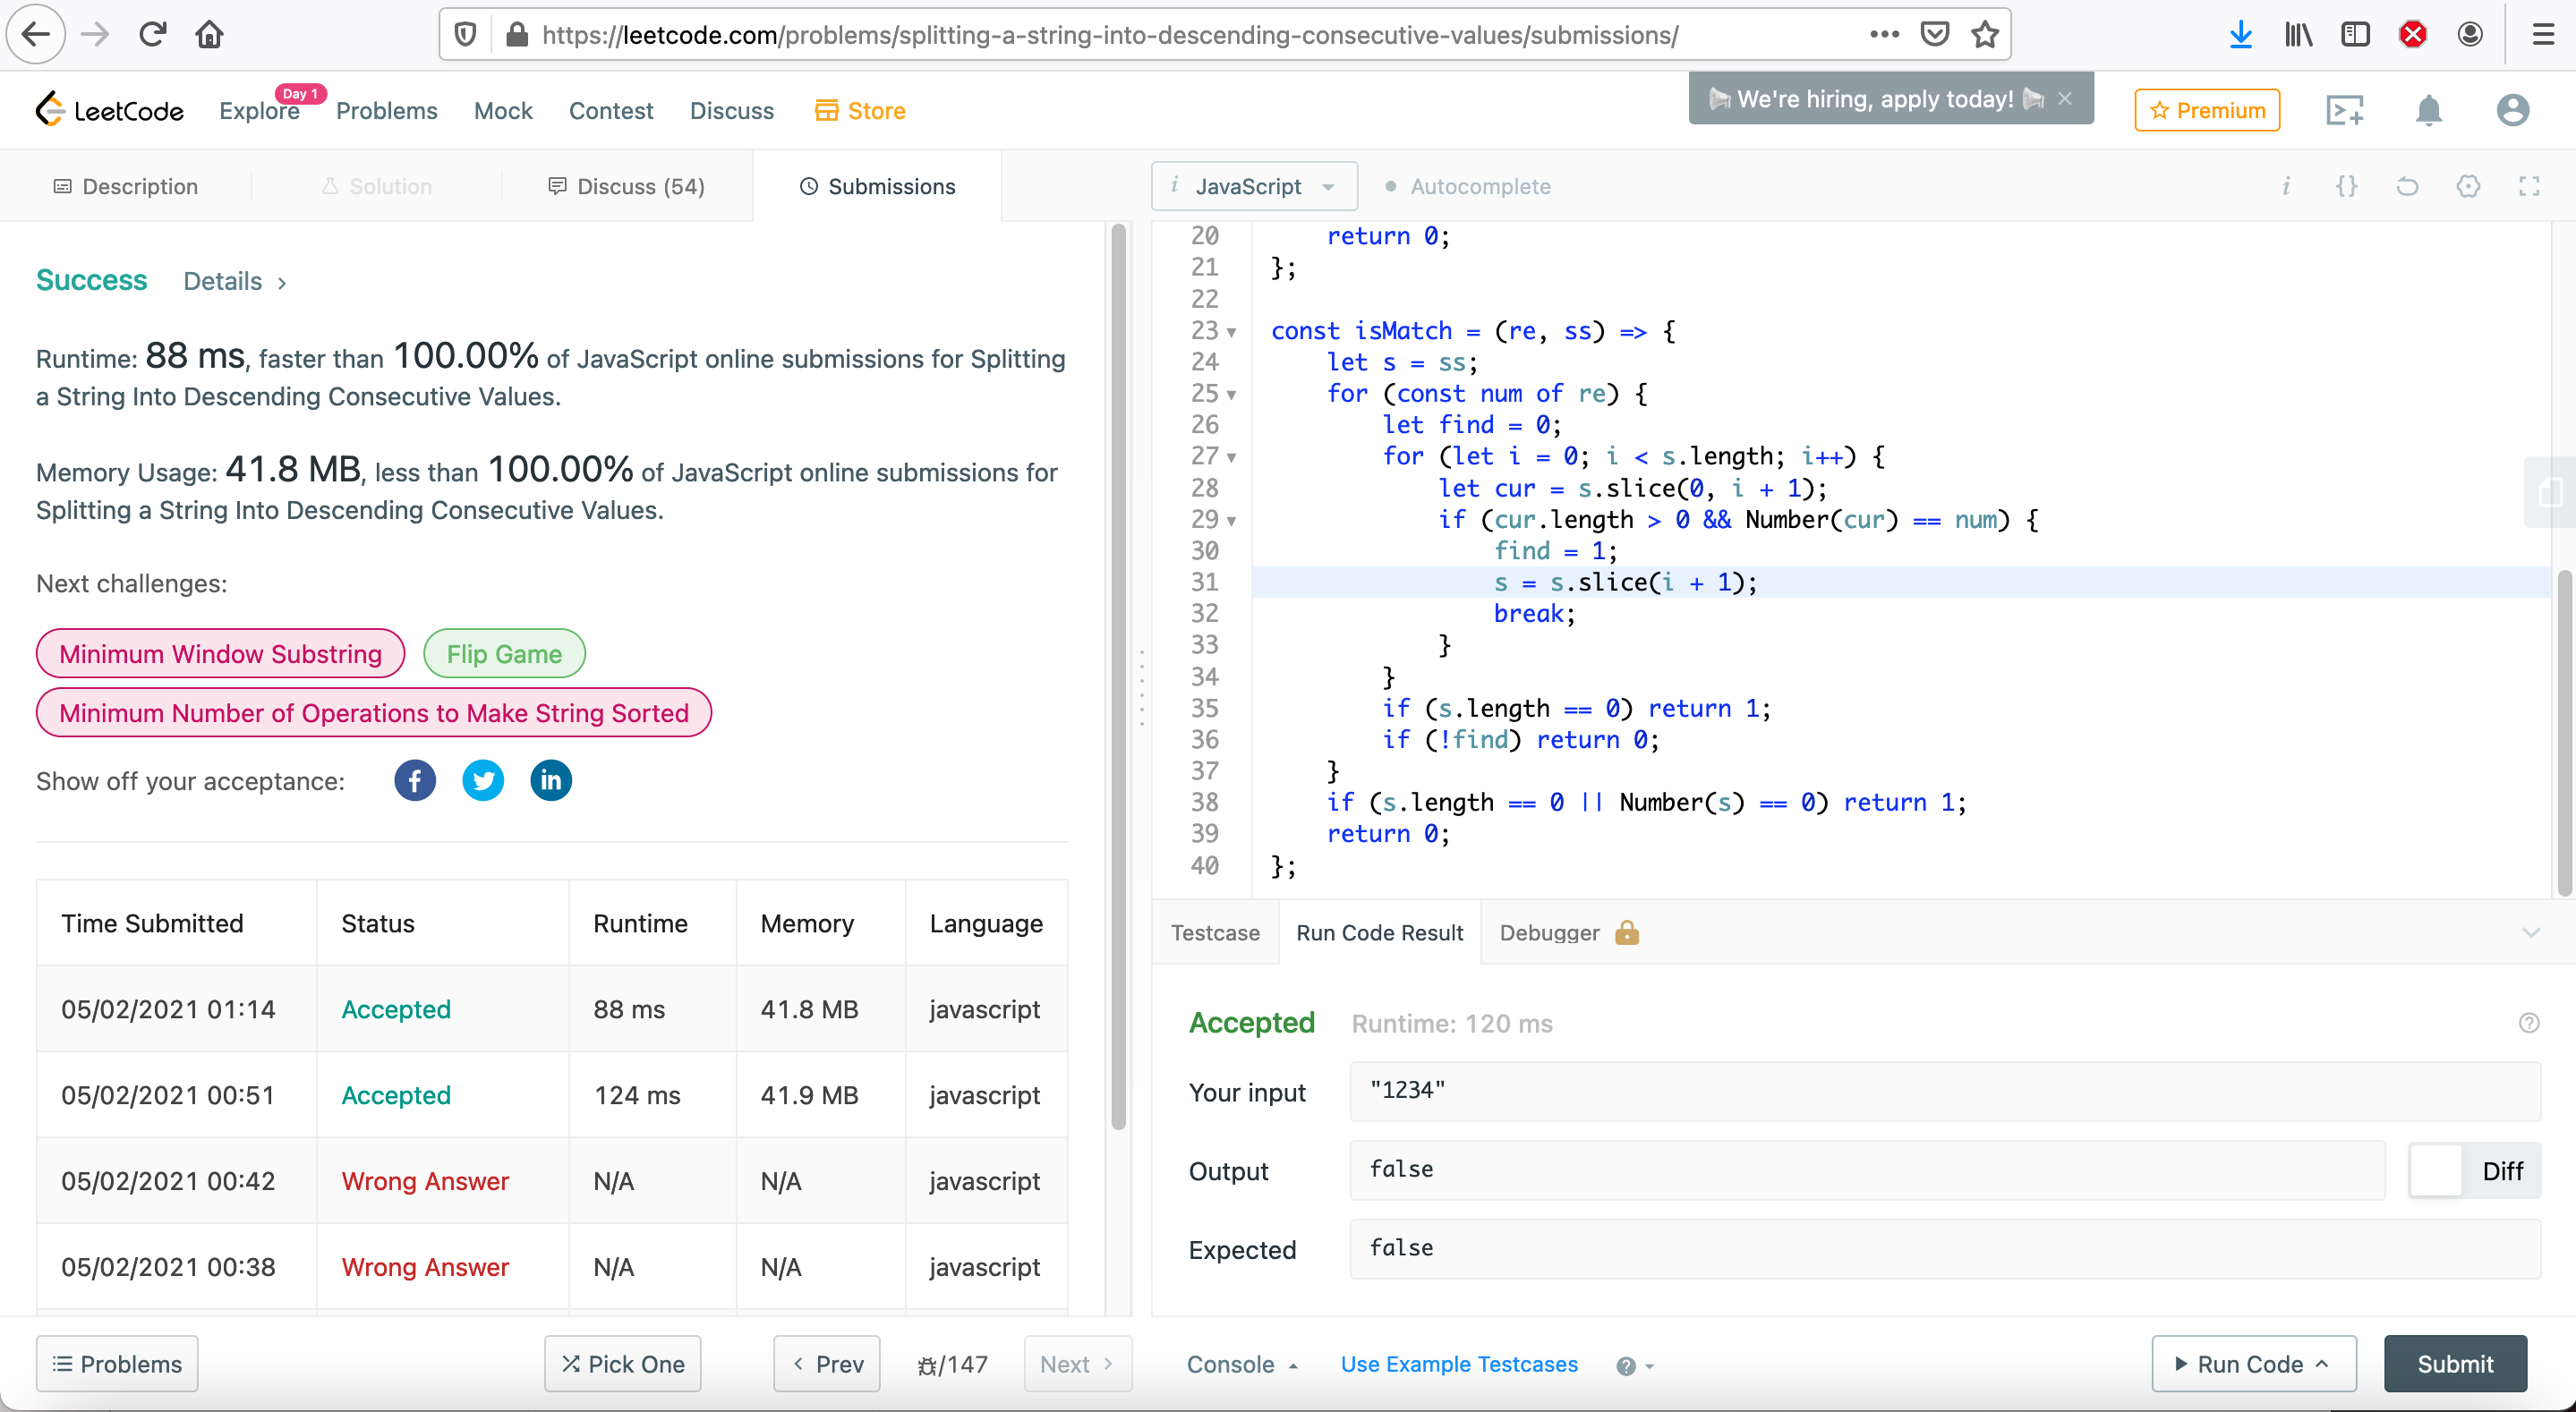 https://leetcode.com/problems/splitting-a-string-into-descending-consecutive-values/submissions/
LeetCode
Explore
Day 1
Problems
Mock
Contest
Discuss
Store
We're hiring, apply today!
Premium
Description
Solution
Discuss (54)
Submissions
Success
Details
Runtime: 88 ms, faster than 100.00% of JavaScript online submissions for Splitting
a String Into Descending Consecutive Values.
Memory Usage: 41.8 MB, less than 100.00% of JavaScript online submissions for
Splitting a String Into Descending Consecutive Values.
Next challenges:
Minimum Window Substring
Flip Game
Minimum Number of Operations to Make String Sorted
Show off your acceptance:
Time Submitted Status Runtime Memory Language
05/02/2021 01:14 Accepted 88 ms 41.8 MB javascript
05/02/2021 00:51 Accepted 124 ms 41.9 MB javascript
05/02/2021 00:42 Wrong Answer N/A N/A javascript
05/02/2021 00:38 Wrong Answer N/A N/A javascript
Problems
Pick One
Prev
/147
Next
i JavaScript
Autocomplete
i {}
20     return 0;
21 };
22
23 const isMatch = (re, ss) => {
24     let s = ss;
25     for (const num of re) {
26         let find = 0;
27         for (let i = 0; i < s.length; i++) {
28             let cur = s.slice(0, i + 1);
29             if (cur.length > 0 && Number(cur) == num) {
30                 find = 1;
31                 s = s.slice(i + 1);
32                 break;
33             }
34         }
35         if (s.length == 0) return 1;
36         if (!find) return 0;
37     }
38     if (s.length == 0 || Number(s) == 0) return 1;
39     return 0;
40 };
Testcase
Run Code Result
Debugger
Accepted
Runtime: 120 ms
Your input
"1234"
Output
false
Diff
Expected
false
Console
Use Example Testcases
Run Code
Submit